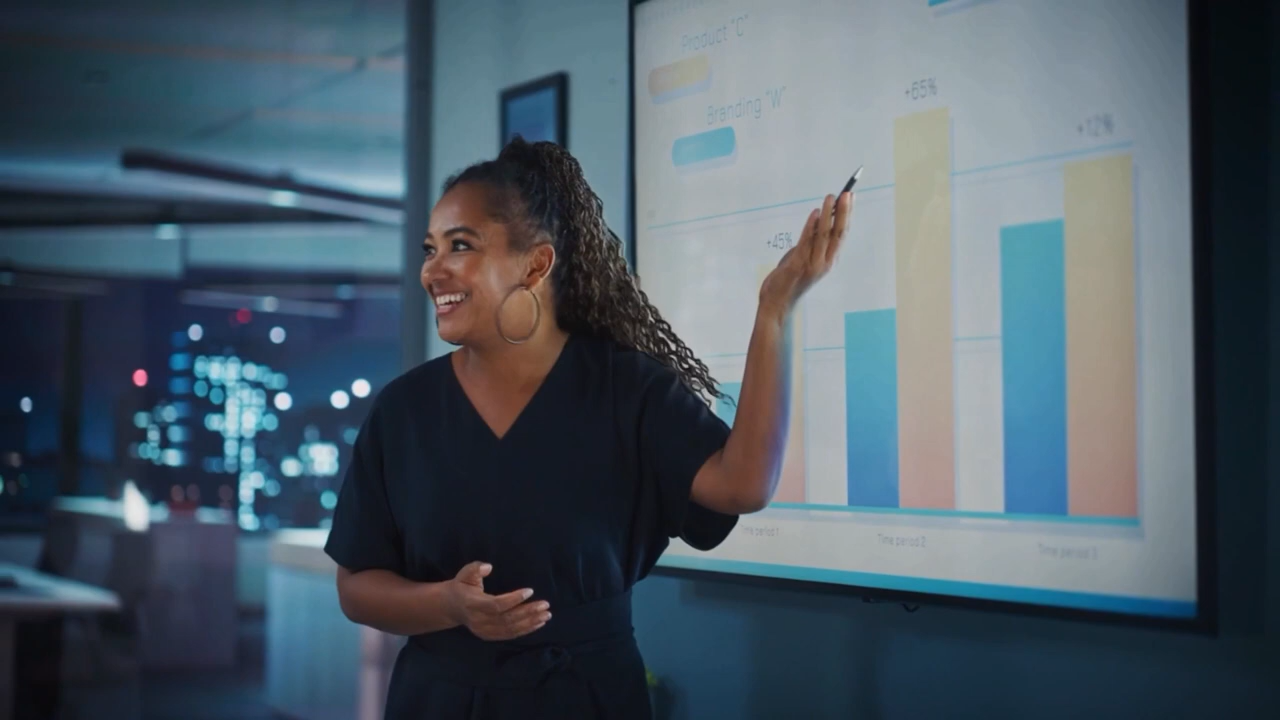 Product "C"
Branding "W"
+65%
+12%
+45%
Time period 1
Time period 2
Time period 3